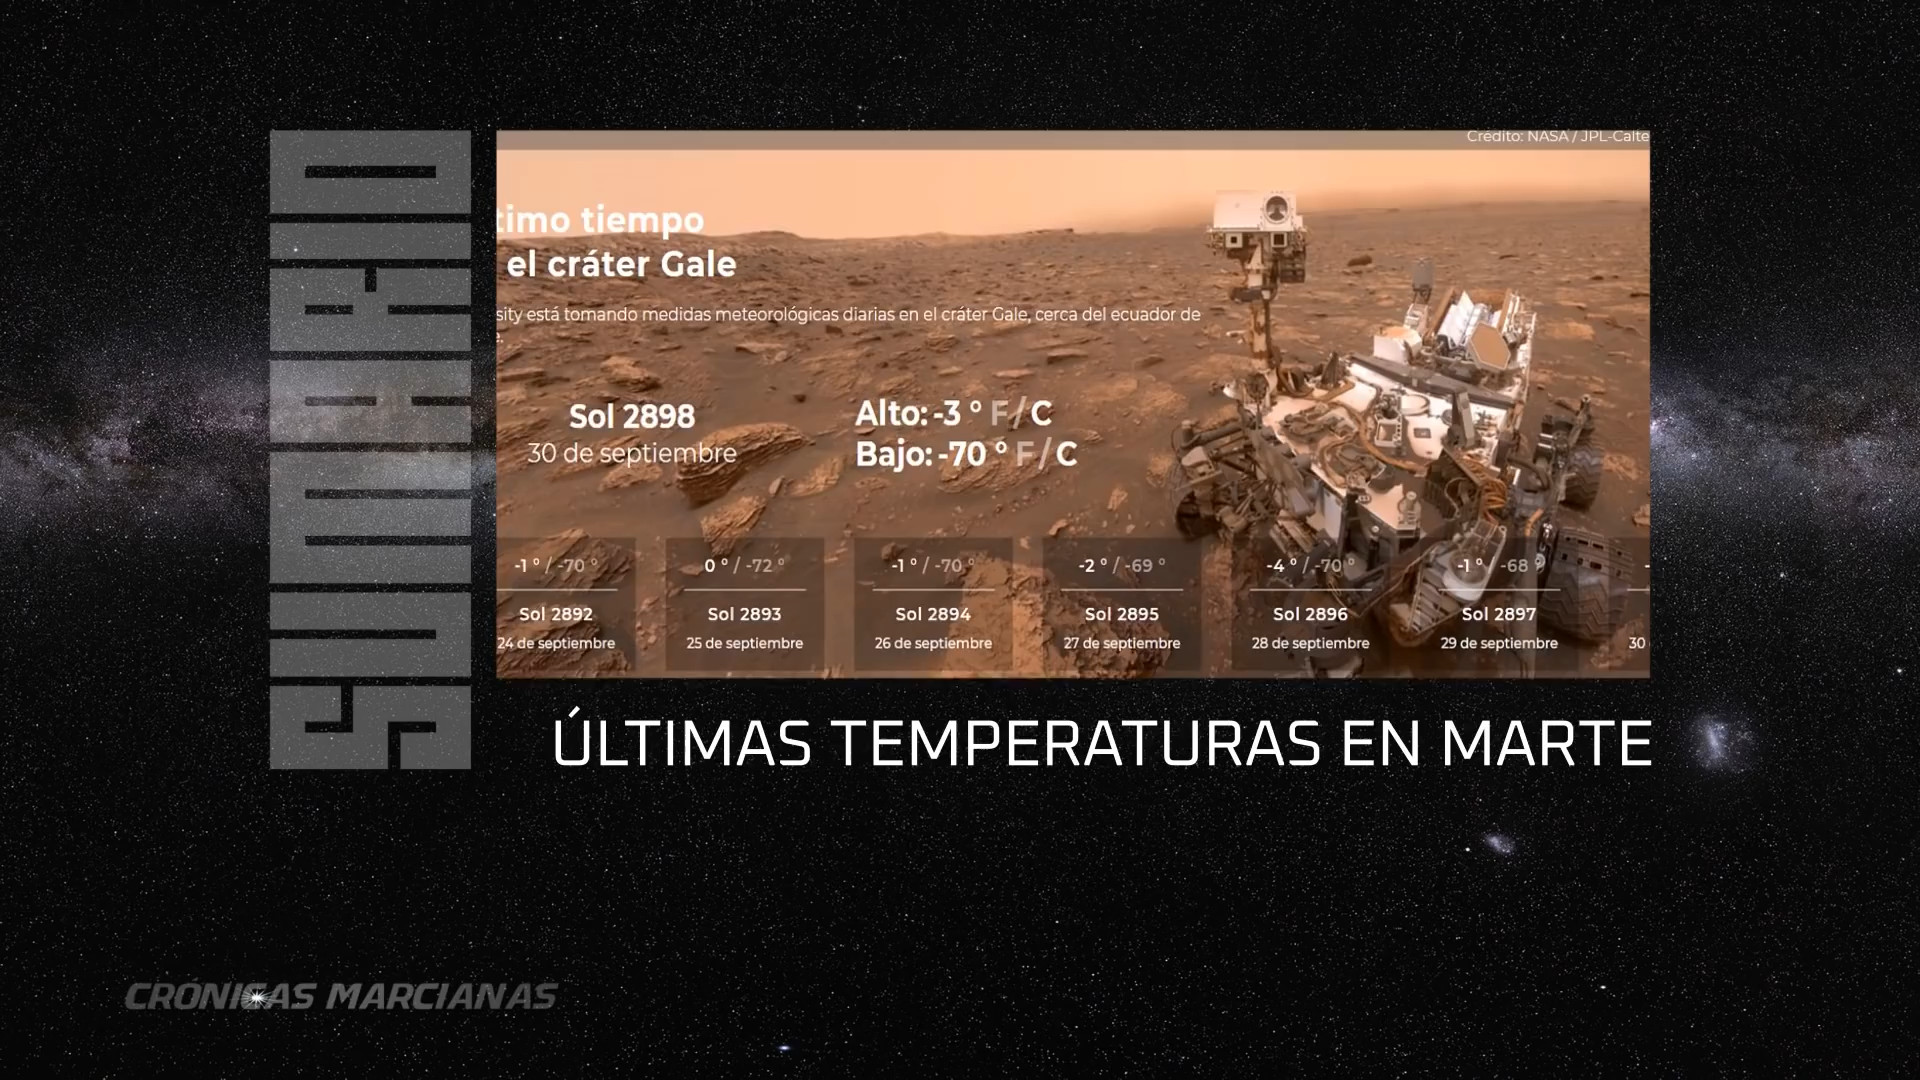 SUMARIO
Crédito: NASA / JPL-Calte
timo tiempo
el cráter Gale
sity está tomando medidas meteorológicas diarias en el cráter Gale, cerca del ecuador de
e.
Sol 2898
30 de septiembre
Alto: -3 ° F / C
Bajo: -70 ° F / C
-1 ° / -70 °
Sol 2892
24 de septiembre
0 ° / -72 °
Sol 2893
25 de septiembre
-1 ° / -70 °
Sol 2894
26 de septiembre
-2 ° / -69 °
Sol 2895
27 de septiembre
-4 ° / -70 °
Sol 2896
28 de septiembre
-1 ° / -68 °
Sol 2897
29 de septiembre
-
30
ÚLTIMAS TEMPERATURAS EN MARTE
CRÓNICAS MARCIANAS